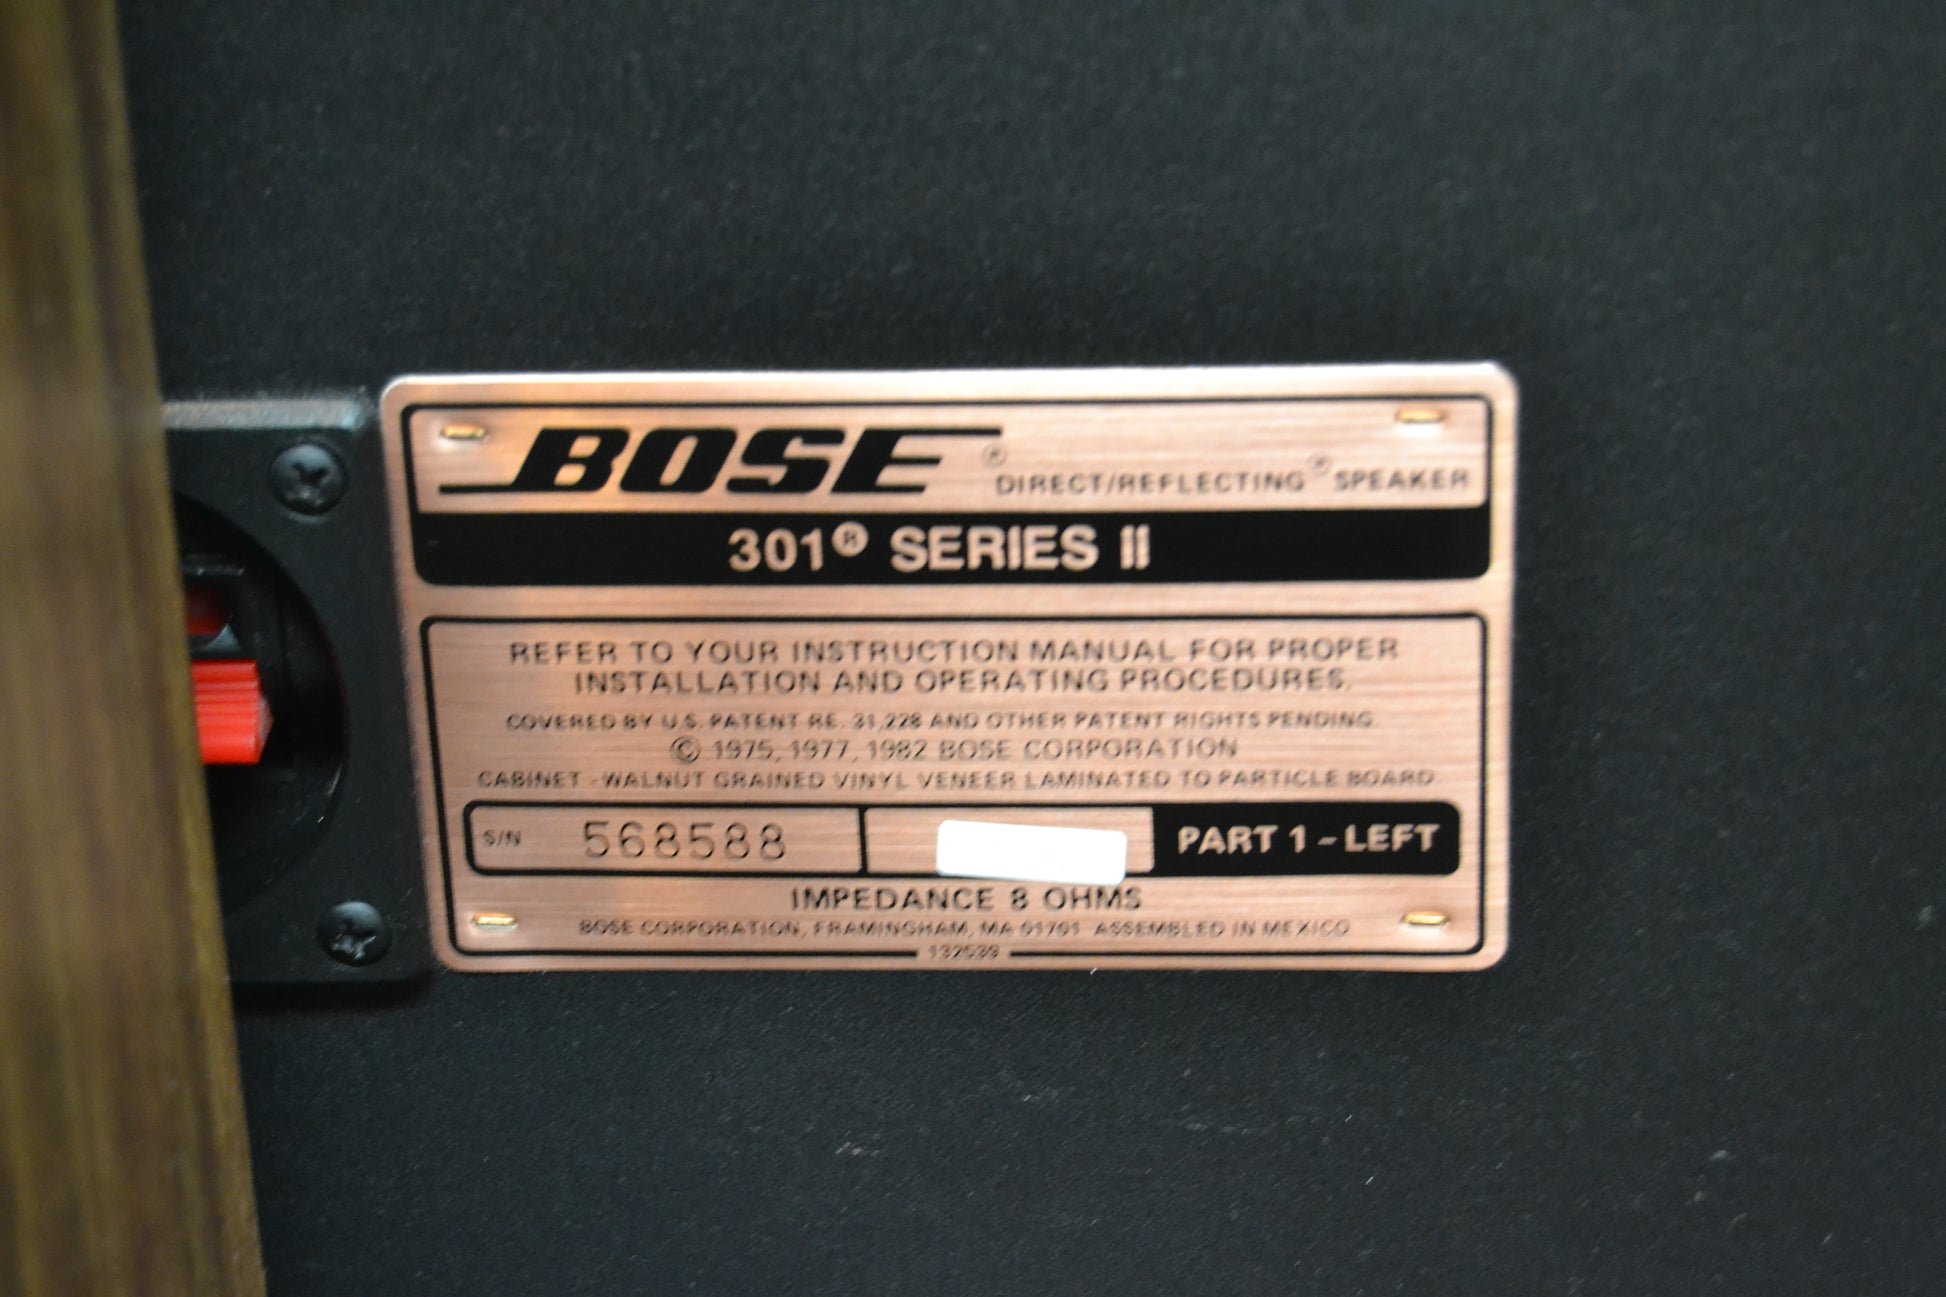 BOSE® DIRECT/REFLECTING® SPEAKER
301® SERIES II
REFER TO YOUR INSTRUCTION MANUAL FOR PROPER
INSTALLATION AND OPERATING PROCEDURES.
COVERED BY U.S. PATENT RE. 31,228 AND OTHER PATENT RIGHTS PENDING.
© 1975, 1977, 1982 BOSE CORPORATION
CABINET - WALNUT GRAINED VINYL VENEER LAMINATED TO PARTICLE BOARD
S/N 568588 PART 1 - LEFT
IMPEDANCE 8 OHMS
BOSE CORPORATION, FRAMINGHAM, MA 01701 ASSEMBLED IN MEXICO
132539